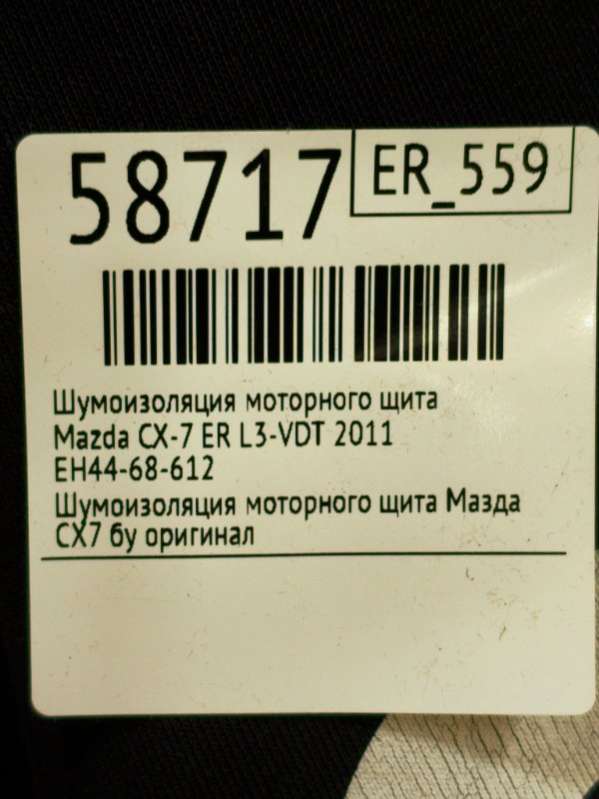 58717
ER_559
Шумоизоляция моторного щита
Mazda CX-7 ER L3-VDT 2011
EH44-68-612
Шумоизоляция моторного щита Мазда
СХ7 бу оригинал